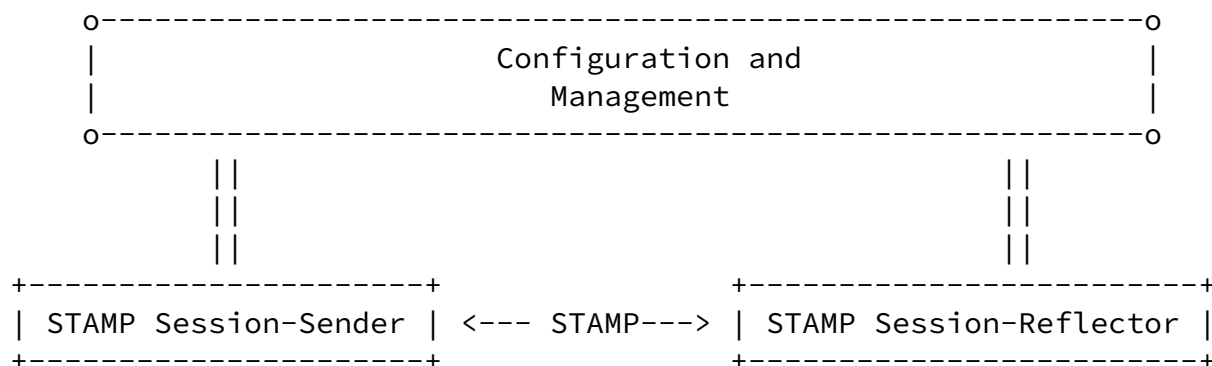 Configuration and
Management
STAMP Session-Sender <--- STAMP---> STAMP Session-Reflector